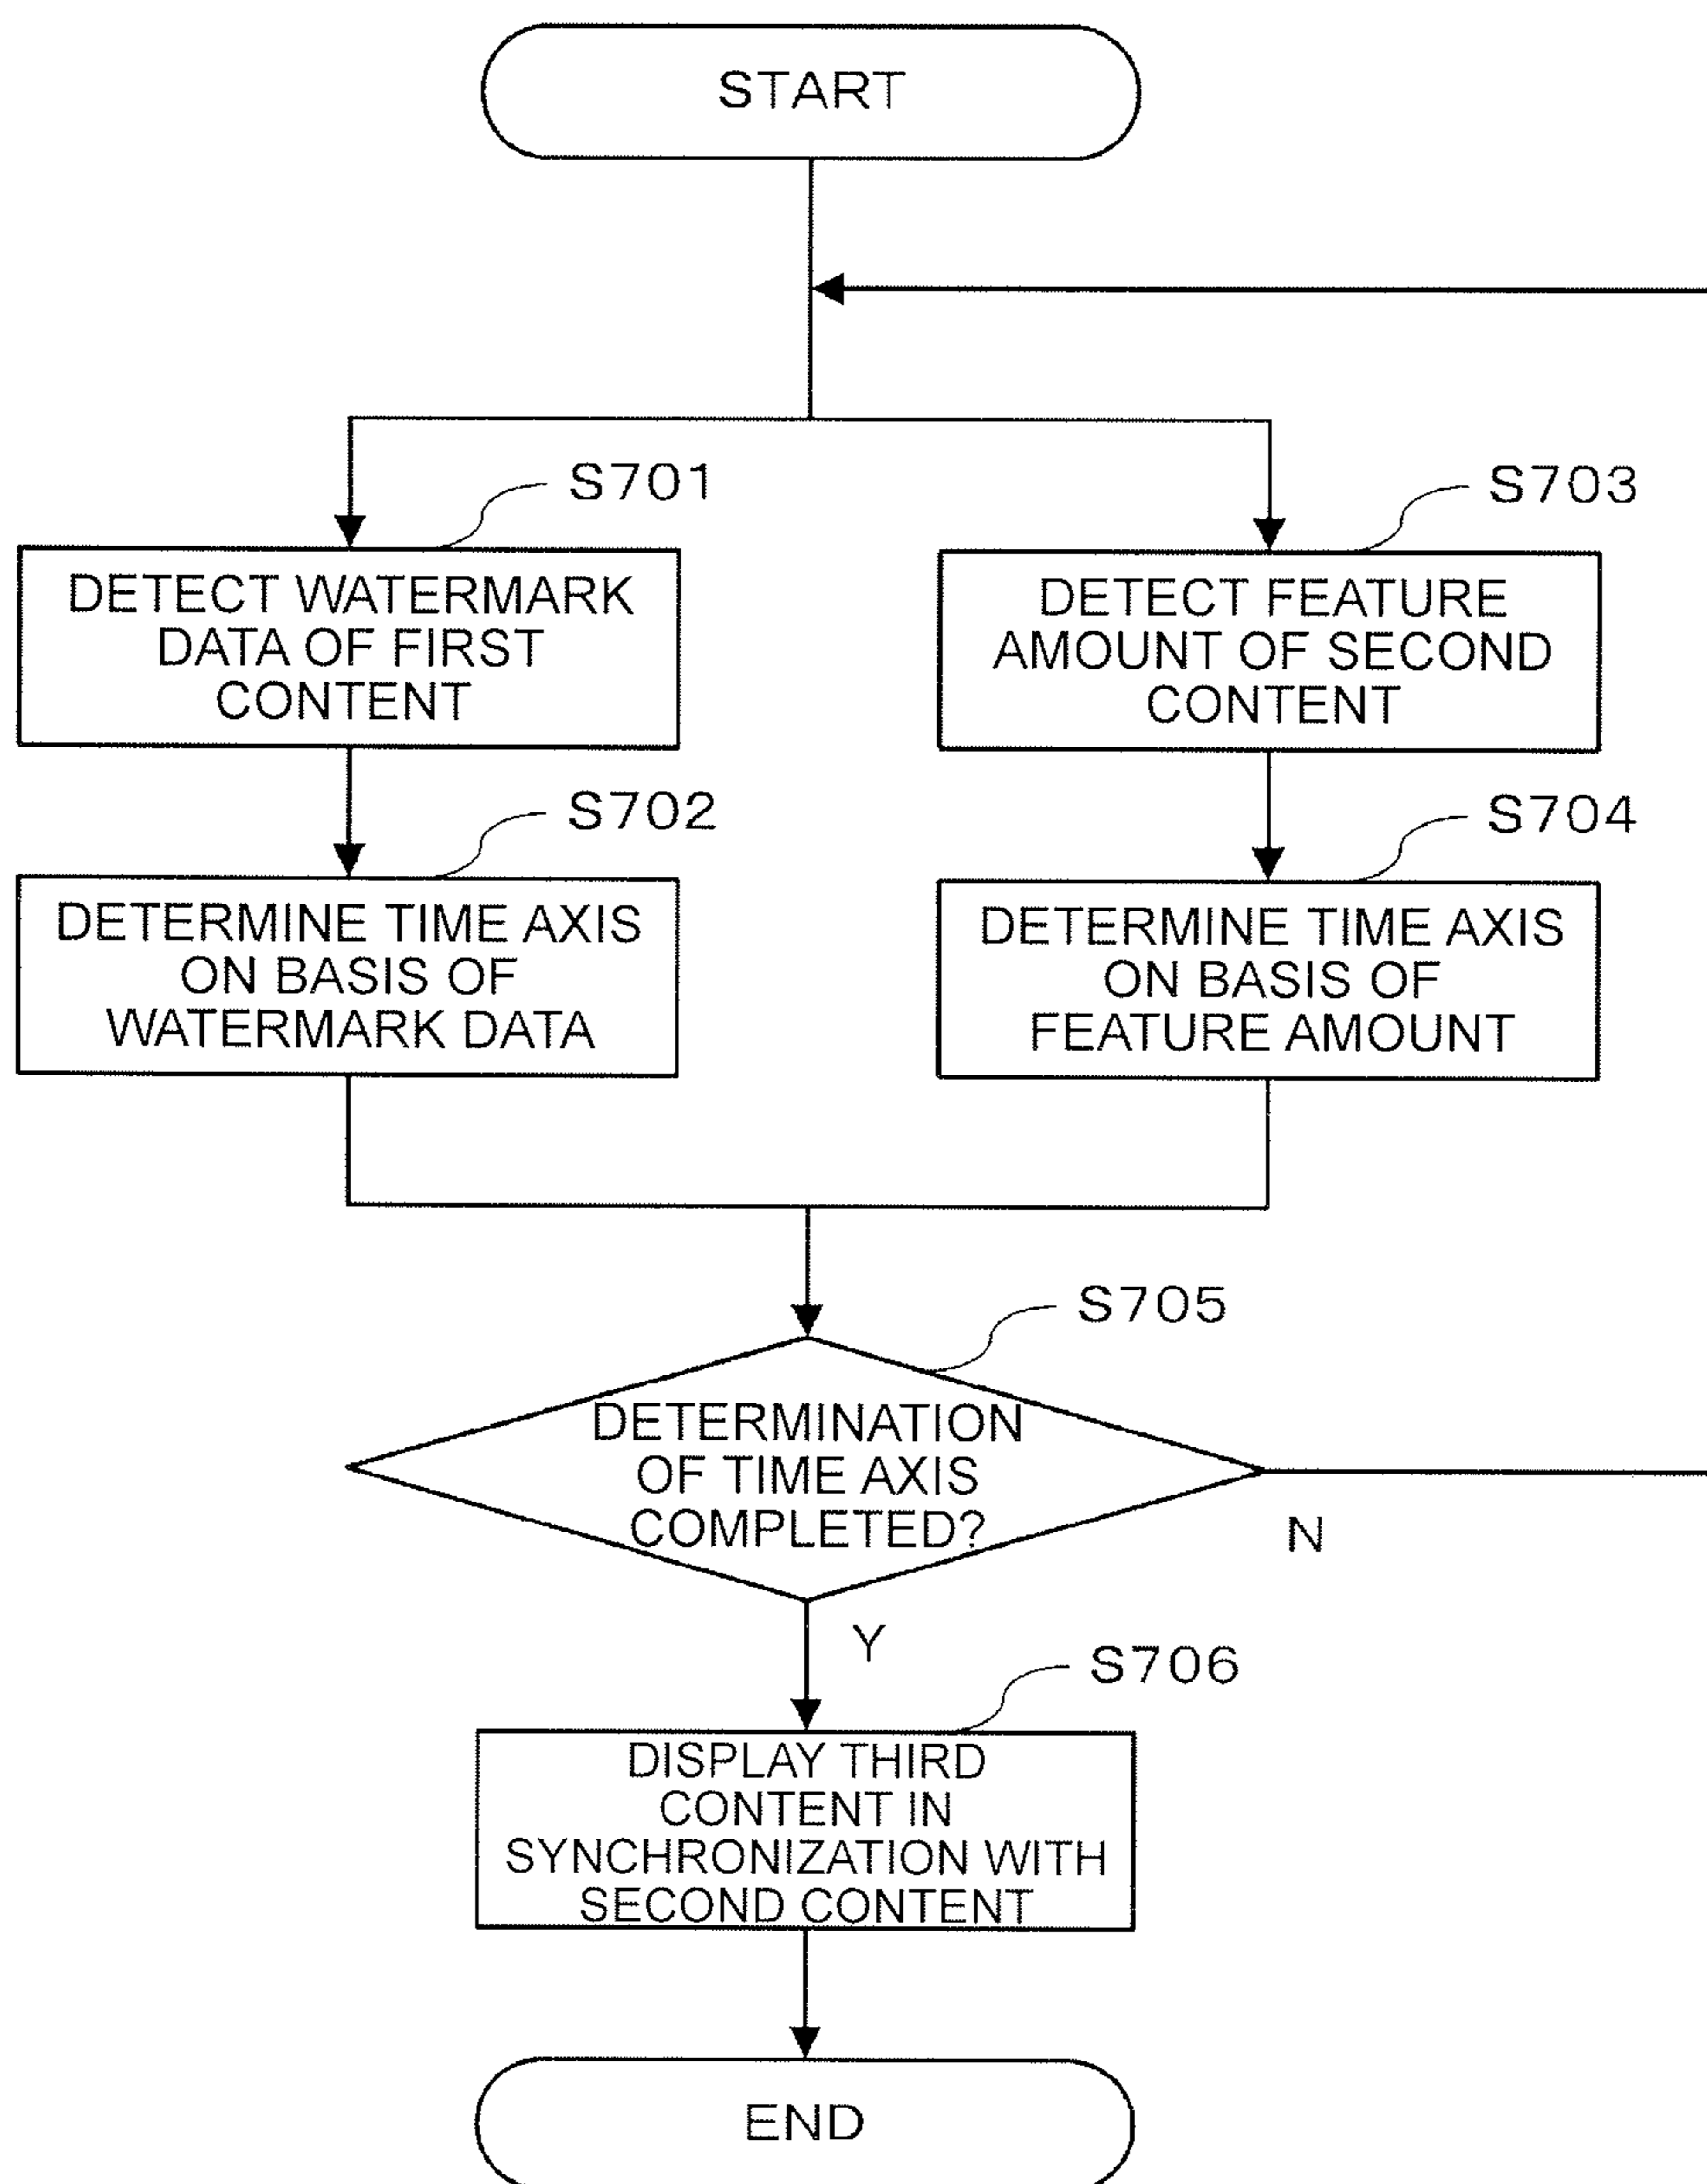 START
S701
DETECT WATERMARK
DATA OF FIRST
CONTENT
S703
DETECT FEATURE
AMOUNT OF SECOND
CONTENT
S702
DETERMINE TIME AXIS
ON BASIS OF
WATERMARK DATA
S704
DETERMINE TIME AXIS
ON BASIS OF
FEATURE AMOUNT
S705
DETERMINATION
OF TIME AXIS
COMPLETED?
N
Y
S706
DISPLAY THIRD
CONTENT IN
SYNCHRONIZATION WITH
SECOND CONTENT
END